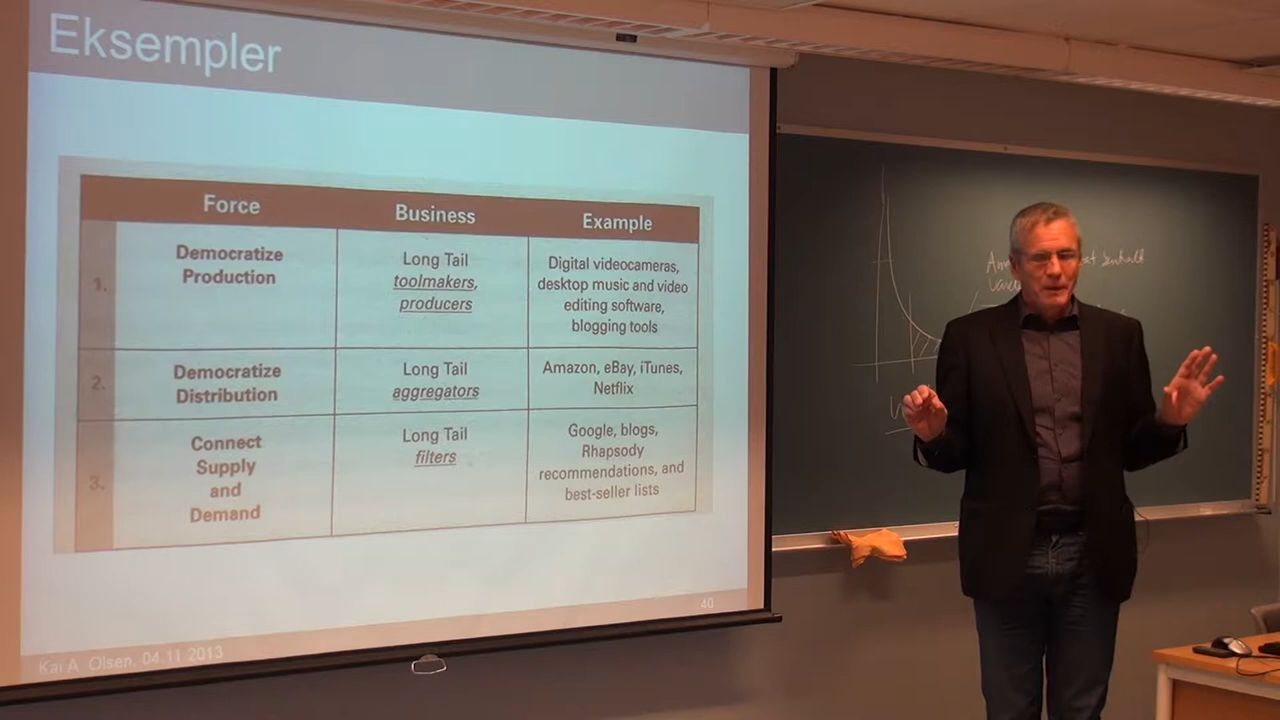 Eksempler
Force Business Example
1. Democratize Production Long Tail toolmakers, producers Digital videocameras, desktop music and video editing software, blogging tools
2. Democratize Distribution Long Tail aggregators Amazon, eBay, iTunes, Netflix
3. Connect Supply and Demand Long Tail filters Google, blogs, Rhapsody recommendations, and best-seller lists
40
Kai A. Olsen, 04.11 2013